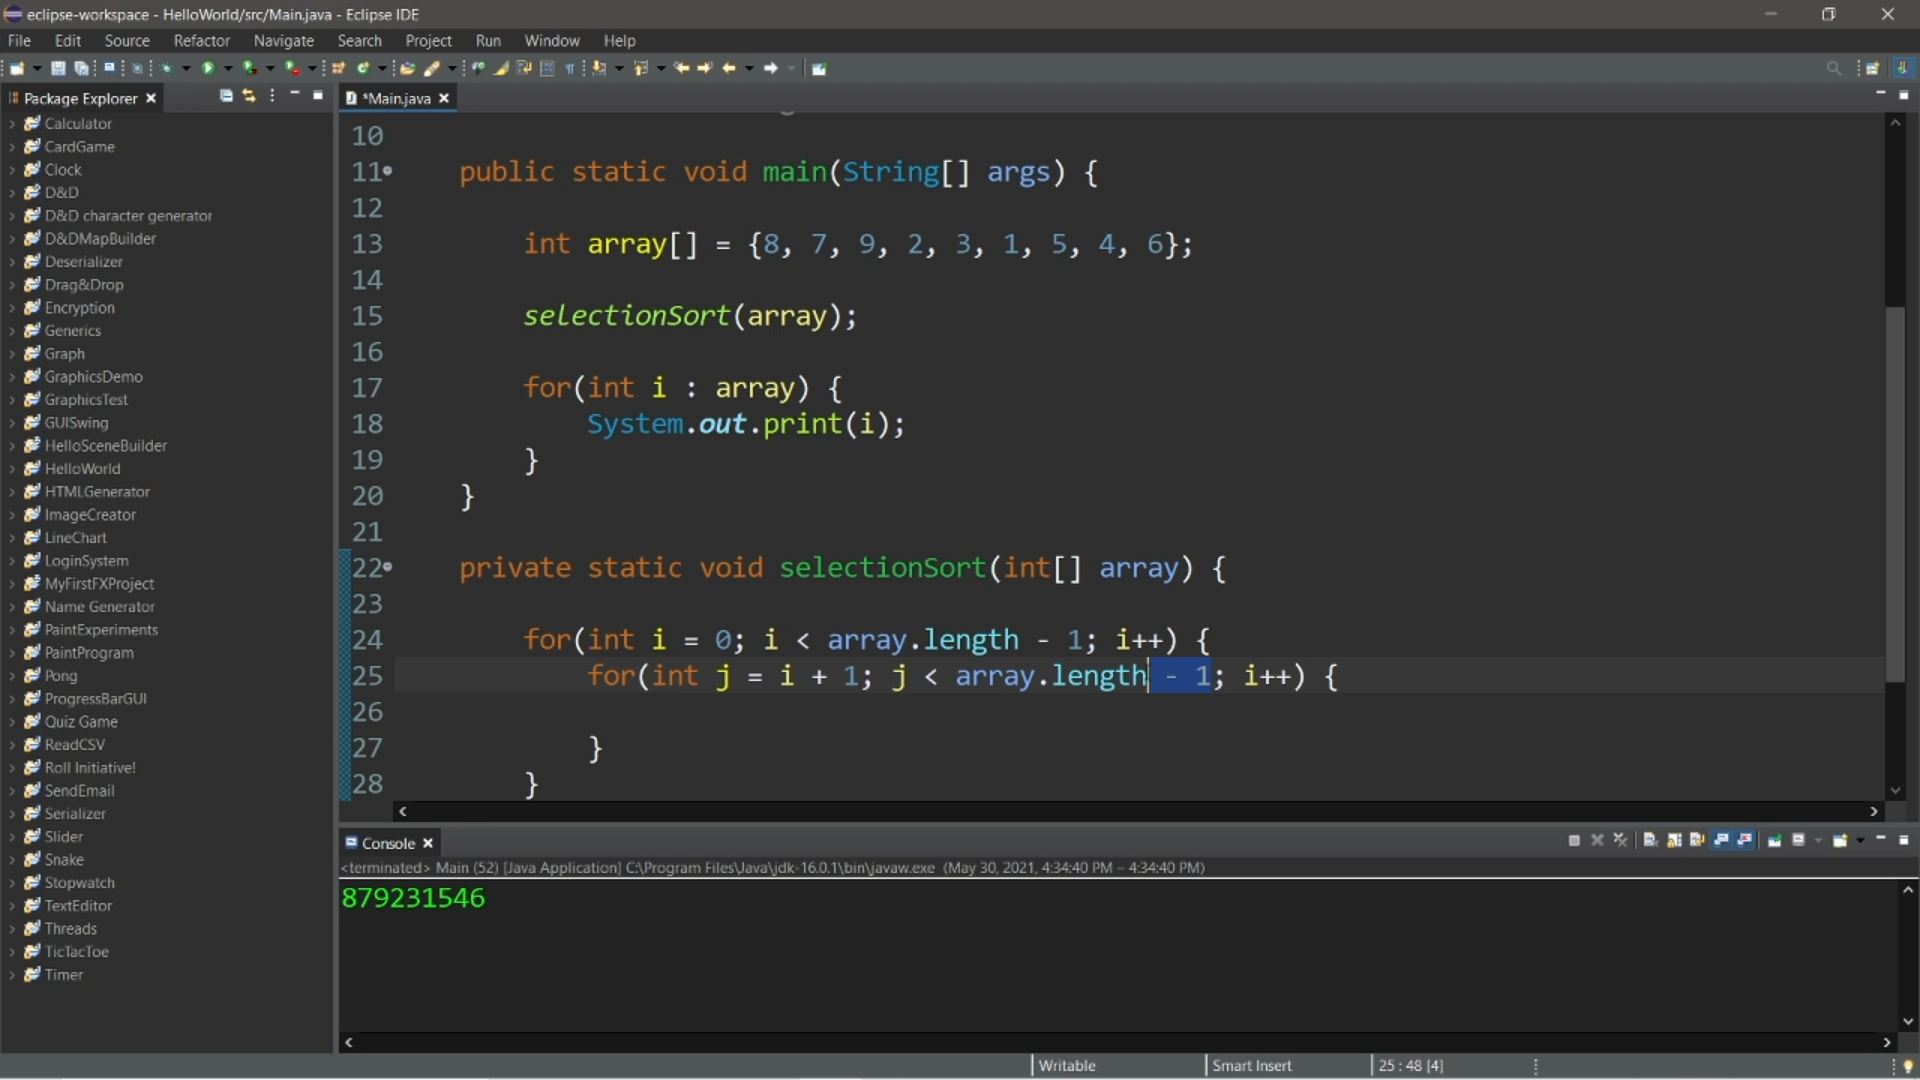 eclipse-workspace - HelloWorld/src/Main.java - Eclipse IDE
File Edit Source Refactor Navigate Search Project Run Window Help
Package Explorer
*Main.java
Calculator
CardGame
Clock
D&D
D&D character generator
D&DMapBuilder
Deserializer
Drag&Drop
Encryption
Generics
Graph
GraphicsDemo
GraphicsTest
GUISwing
HelloSceneBuilder
HelloWorld
HTMLGenerator
ImageCreator
LineChart
LoginSystem
MyFirstFXProject
Name Generator
PaintExperiments
PaintProgram
Pong
ProgressBarGUI
Quiz Game
ReadCSV
Roll Initiative!
SendEmail
Serializer
Slider
Snake
Stopwatch
TextEditor
Threads
TicTacToe
Timer
10
11 public static void main(String[] args) {
12
13 int array[] = {8, 7, 9, 2, 3, 1, 5, 4, 6};
14
15 selectionSort(array);
16
17 for(int i : array) {
18 System.out.print(i);
19 }
20 }
21
22 private static void selectionSort(int[] array) {
23
24 for(int i = 0; i < array.length - 1; i++) {
25 for(int j = i + 1; j < array.length - 1; i++) {
26
27 }
28 }
Console
<terminated> Main (52) [Java Application] C:\Program Files\Java\jdk-16.0.1\bin\javaw.exe (May 30, 2021, 4:34:40 PM – 4:34:40 PM)
879231546
Writable
Smart Insert
25 : 48 [4]